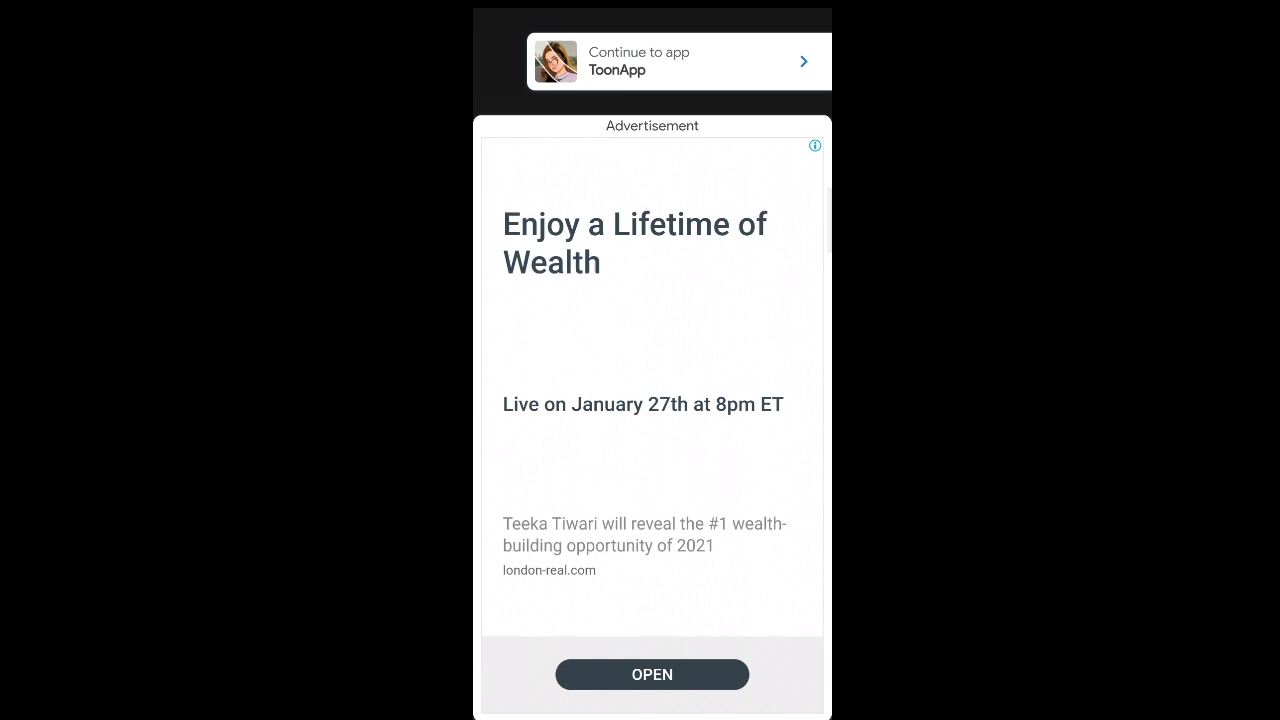 Continue to app
ToonApp
Advertisement
Enjoy a Lifetime of
Wealth
Live on January 27th at 8pm ET
Teeka Tiwari will reveal the #1 wealth-
building opportunity of 2021
london-real.com
OPEN